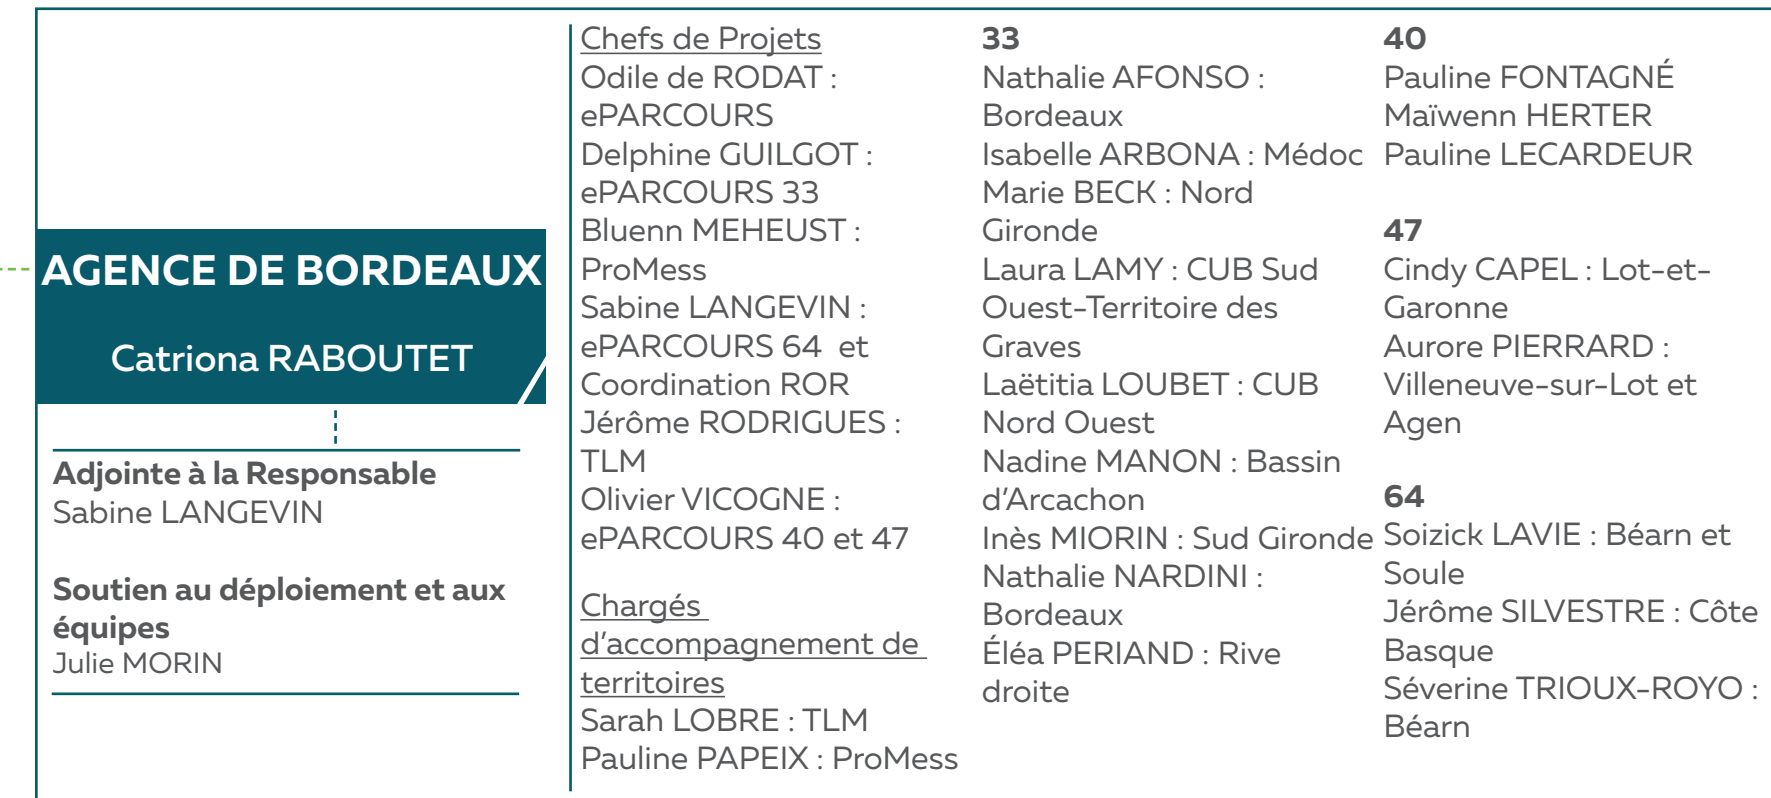 AGENCE DE BORDEAUX
Catriona RABOUTET
Adjointe à la Responsable
Sabine LANGEVIN
Soutien au déploiement et aux
équipes
Julie MORIN
Chefs de Projets
Odile de RODAT :
ePARCOURS
Delphine GUILGOT :
ePARCOURS 33
Bluenn MEHEUST :
ProMess
Sabine LANGEVIN :
ePARCOURS 64 et
Coordination ROR
Jérôme RODRIGUES :
TLM
Olivier VICOGNE :
ePARCOURS 40 et 47
Chargés
d'accompagnement de
territoires
Sarah LOBRE : TLM
Pauline PAPEIX : ProMess
33
Nathalie AFONSO :
Bordeaux
Isabelle ARBONA : Médoc
Marie BECK : Nord
Gironde
Laura LAMY : CUB Sud
Ouest-Territoire des
Graves
Laëtitia LOUBET : CUB
Nord Ouest
Nadine MANON : Bassin
d'Arcachon
Inès MIORIN : Sud Gironde
Nathalie NARDINI :
Bordeaux
Éléa PERIAND : Rive
droite
40
Pauline FONTAGNÉ
Maïwenn HERTER
Pauline LECARDEUR
47
Cindy CAPEL : Lot-et-
Garonne
Aurore PIERRARD :
Villeneuve-sur-Lot et
Agen
64
Soizick LAVIE : Béarn et
Soule
Jérôme SILVESTRE : Côte
Basque
Séverine TRIOUX-ROYO :
Béarn